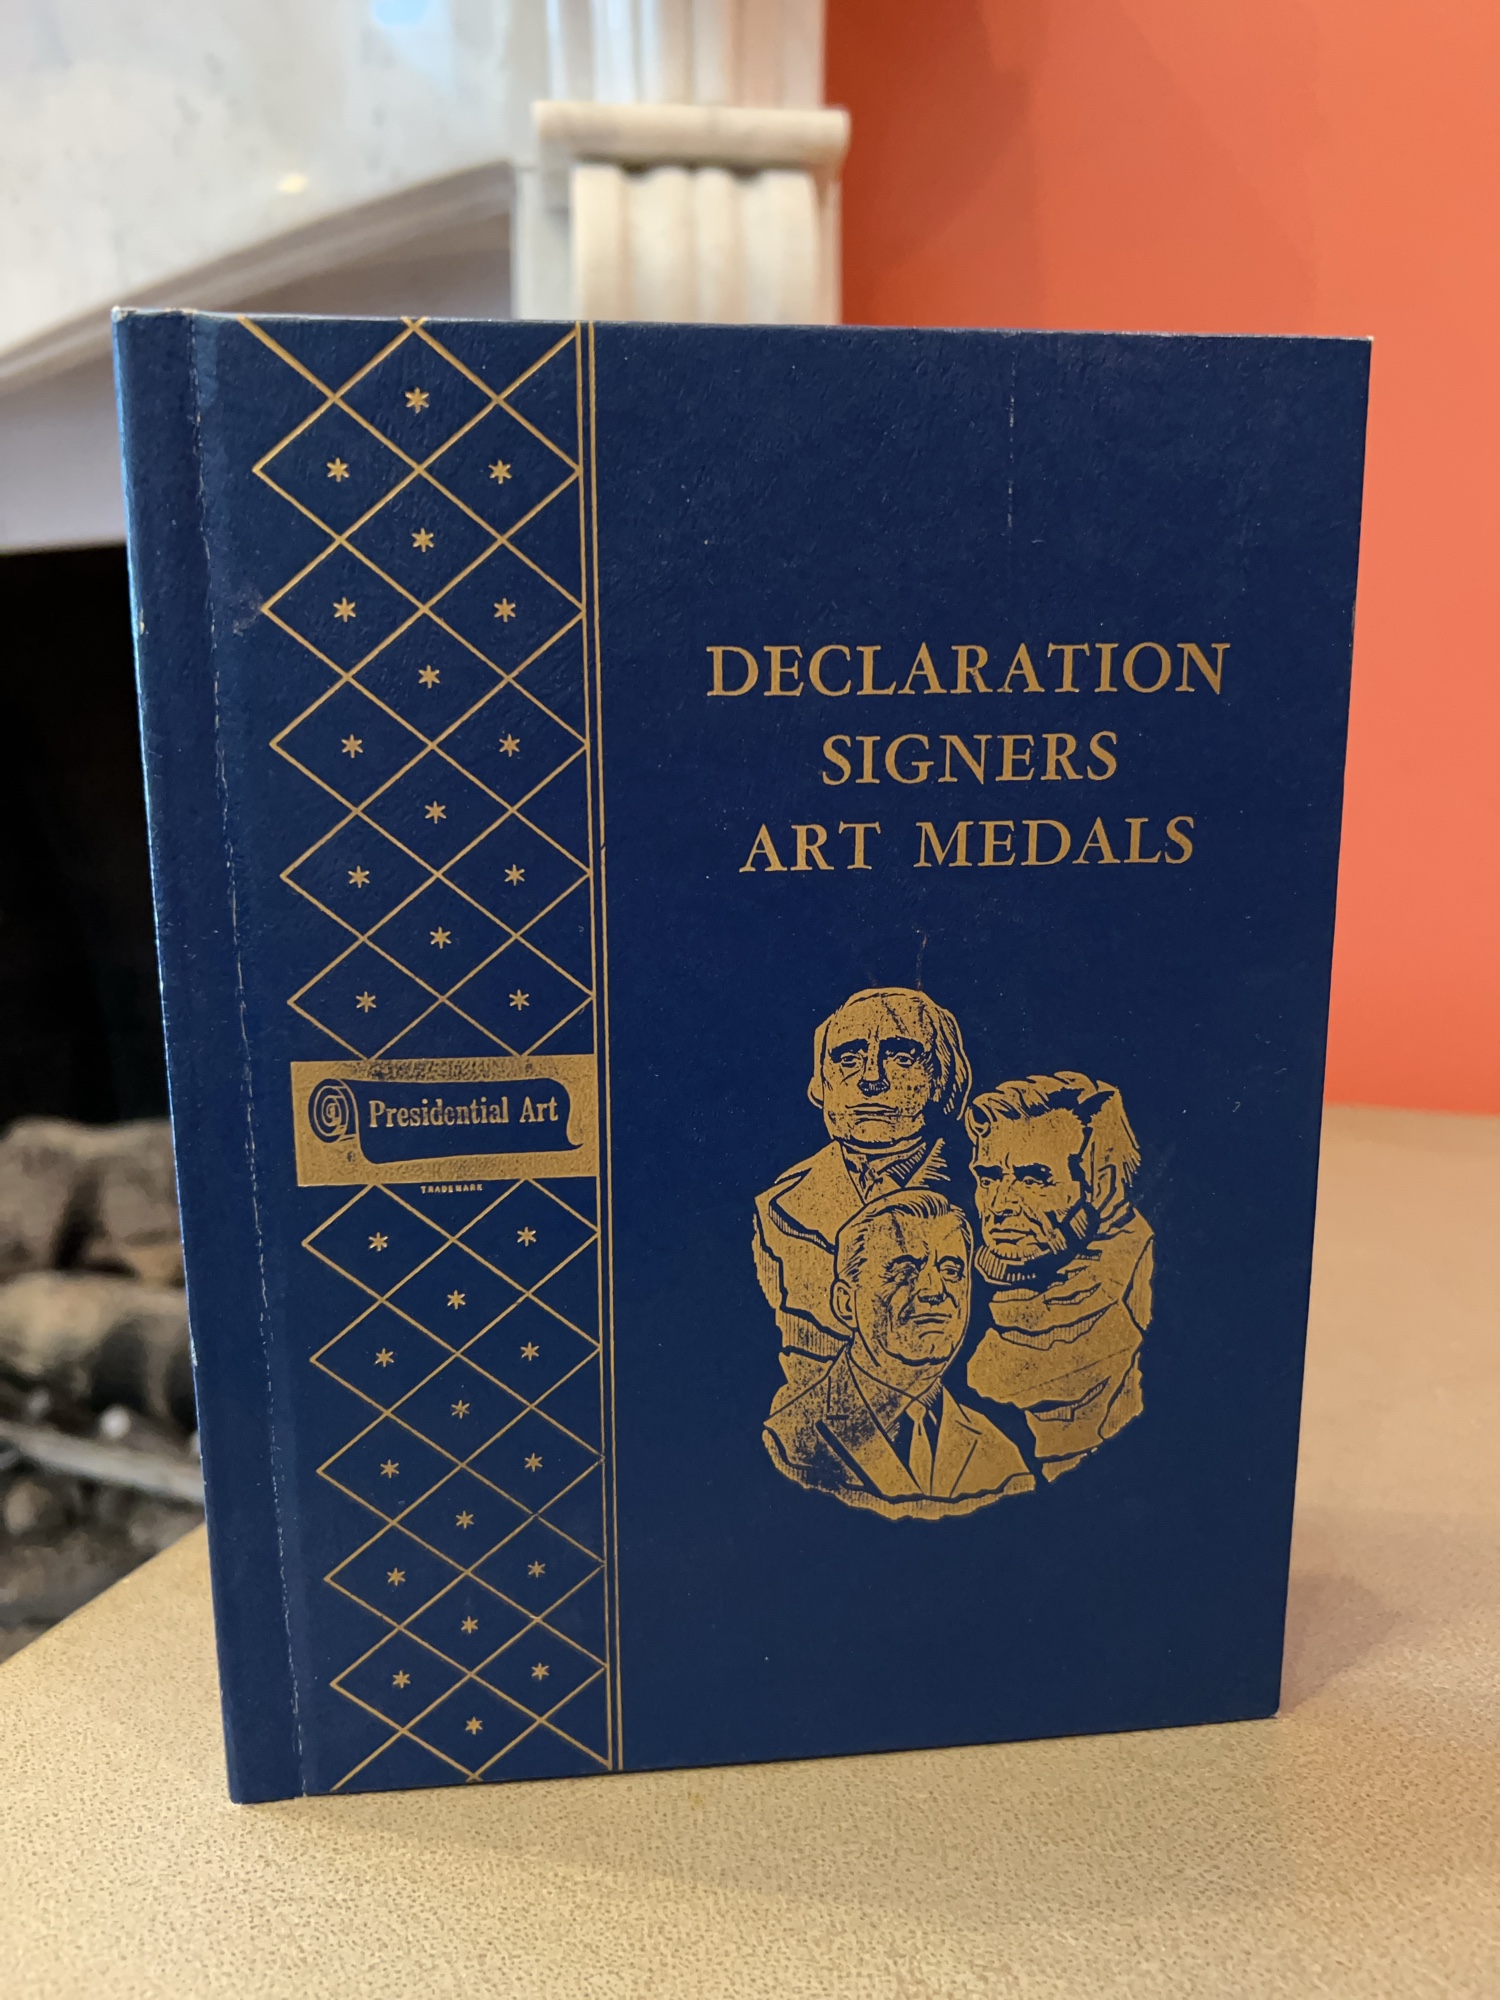 DECLARATION
SIGNERS
ART MEDALS
Presidential Art
TRADEMARK